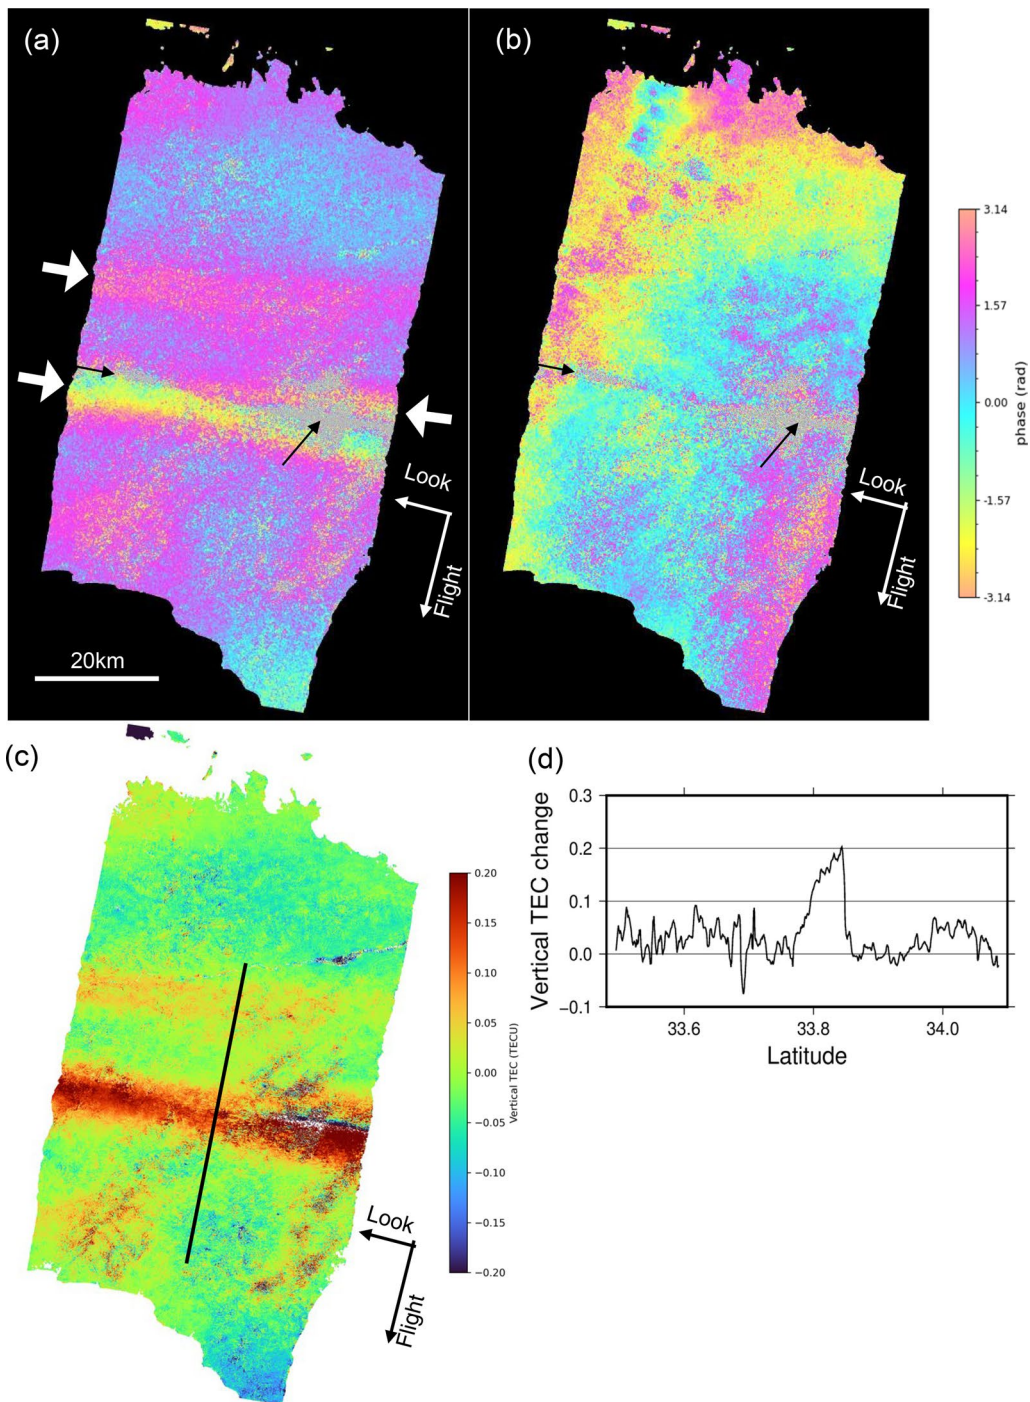 (a)
(b)
Look
Flight
20km
Look
Flight
3.14
1.57
0.00
-1.57
-3.14
phase (rad)
(c)
0.20
0.15
0.10
0.05
0.00
−0.05
−0.10
−0.15
−0.20
Vertical TEC (TECU)
Look
Flight
(d)
Vertical TEC change
0.3
0.2
0.1
0.0
−0.1
33.6
33.8
34.0
Latitude